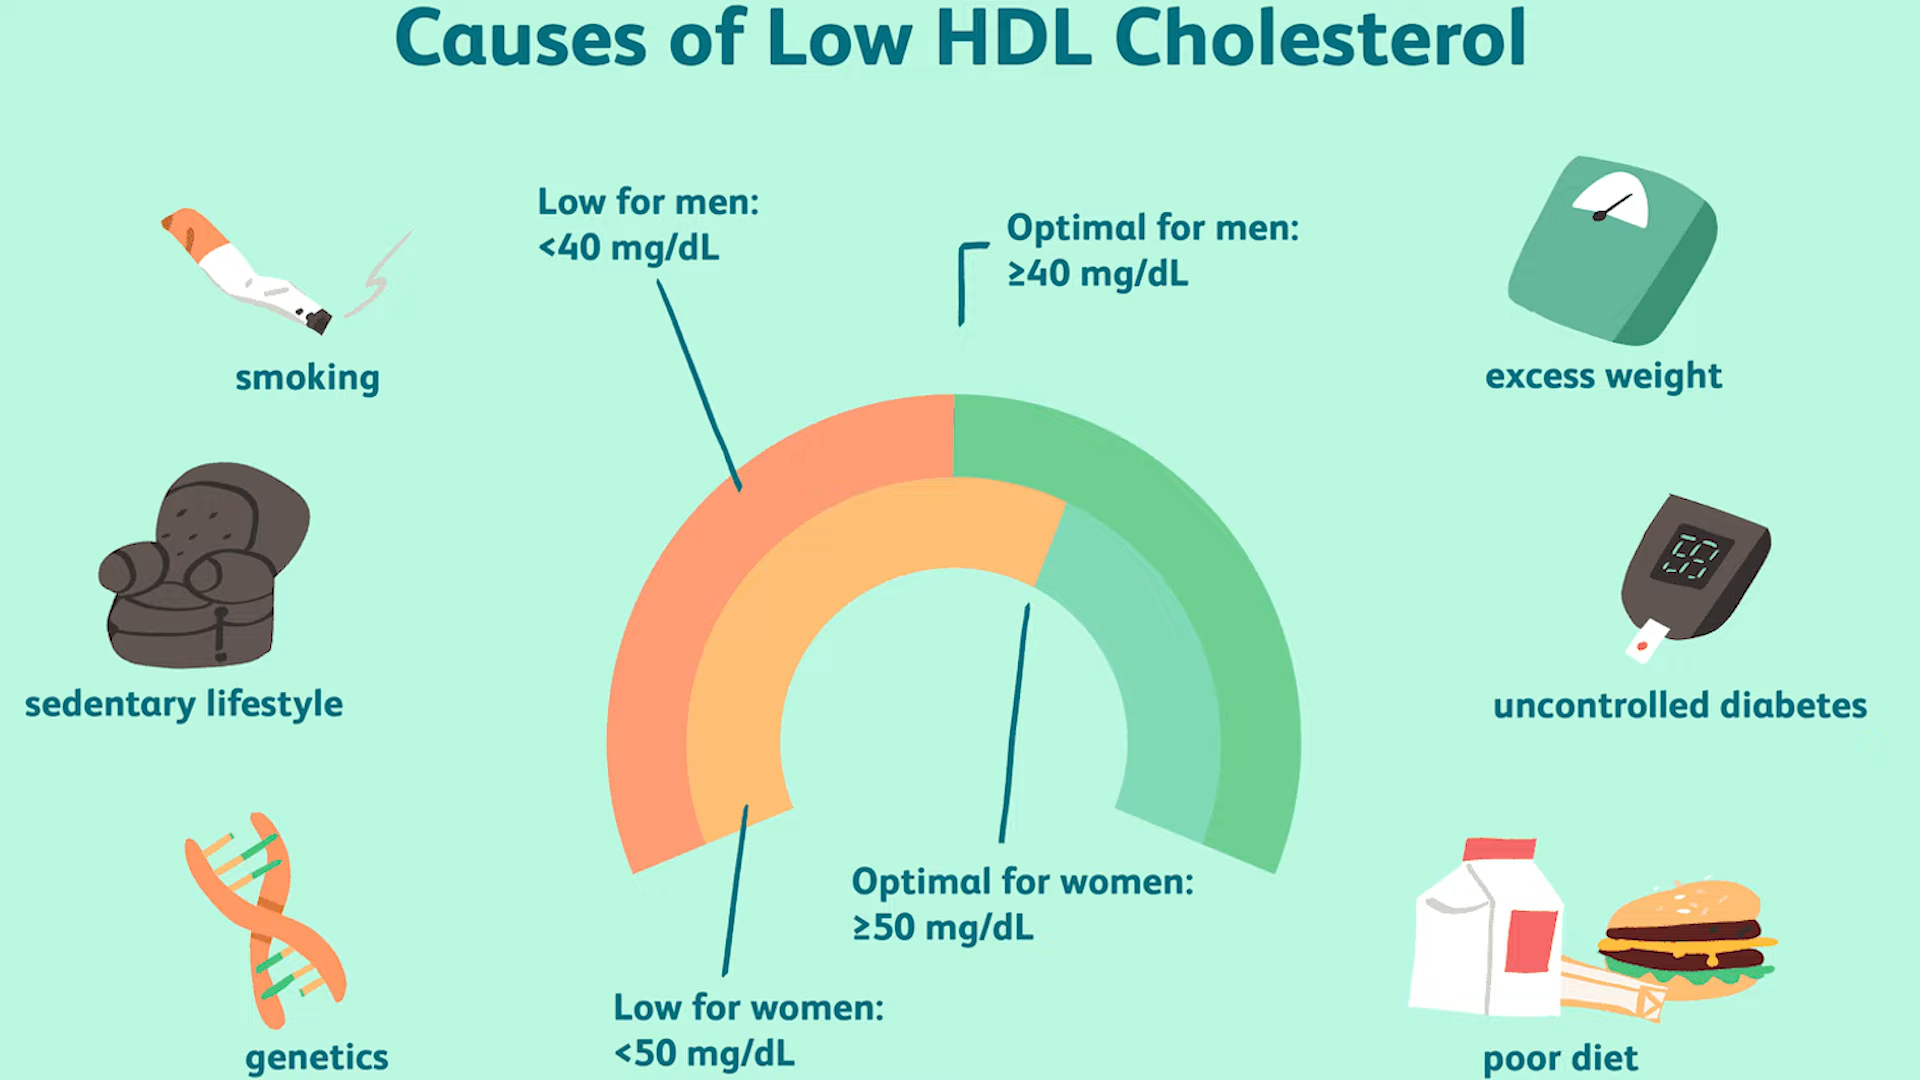 Causes of Low HDL Cholesterol
Low for men:
<40 mg/dL
Optimal for men:
≥40 mg/dL
smoking
excess weight
sedentary lifestyle
uncontrolled diabetes
Optimal for women:
≥50 mg/dL
Low for women:
<50 mg/dL
genetics
poor diet